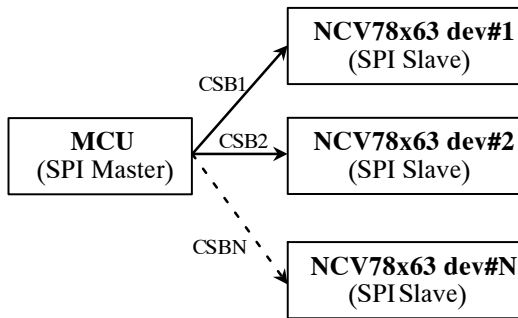 NCV78x63 dev#1
(SPI Slave)
CSB1
MCU
(SPI Master)
CSB2
NCV78x63 dev#2
(SPI Slave)
CSBN
NCV78x63 dev#N
(SPI Slave)